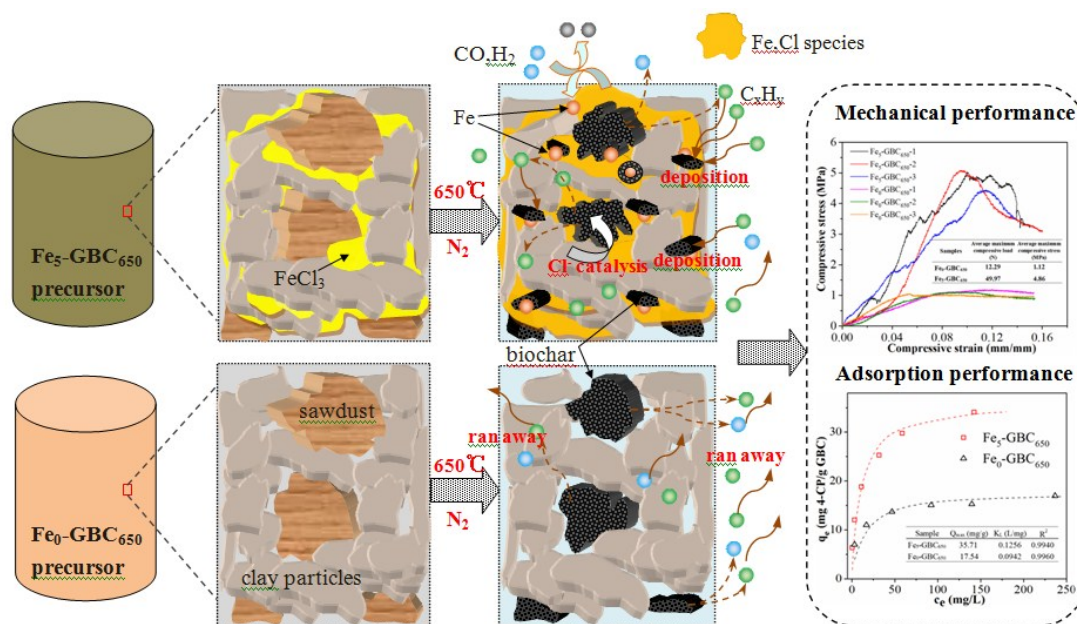 Fe,Cl species
CO,H2
CxHy
Fe
deposition
650℃
N2
Fe5-GBC650
precursor
FeCl3
deposition
Cl- catalysis
biochar
Fe0-GBC650
precursor
sawdust
ran away
650℃
N2
ran away
clay particles
Mechanical performance
Compressive stress (MPa)
6
5
4
3
2
1
0
Fe5-GBC650-1
Fe5-GBC650-2
Fe5-GBC650-3
Fe0-GBC650-1
Fe0-GBC650-2
Fe0-GBC650-3
Samples Average maximum compressive load (N) Average maximum compressive stress (MPa)
Fe0-GBC650 12.29 1.12
Fe5-GBC650 49.97 4.86
0.00 0.04 0.08 0.12 0.16
Compressive strain (mm/mm)
Adsorption performance
qe (mg 4-CP/g GBC)
30
20
10
0
Fe5-GBC650
Fe0-GBC650
Sample Qmax (mg/g) KL (L/mg) R2
Fe5-GBC650 35.71 0.1256 0.9940
Fe0-GBC650 17.54 0.0942 0.9960
0 50 100 150 200 250
ce (mg/L)